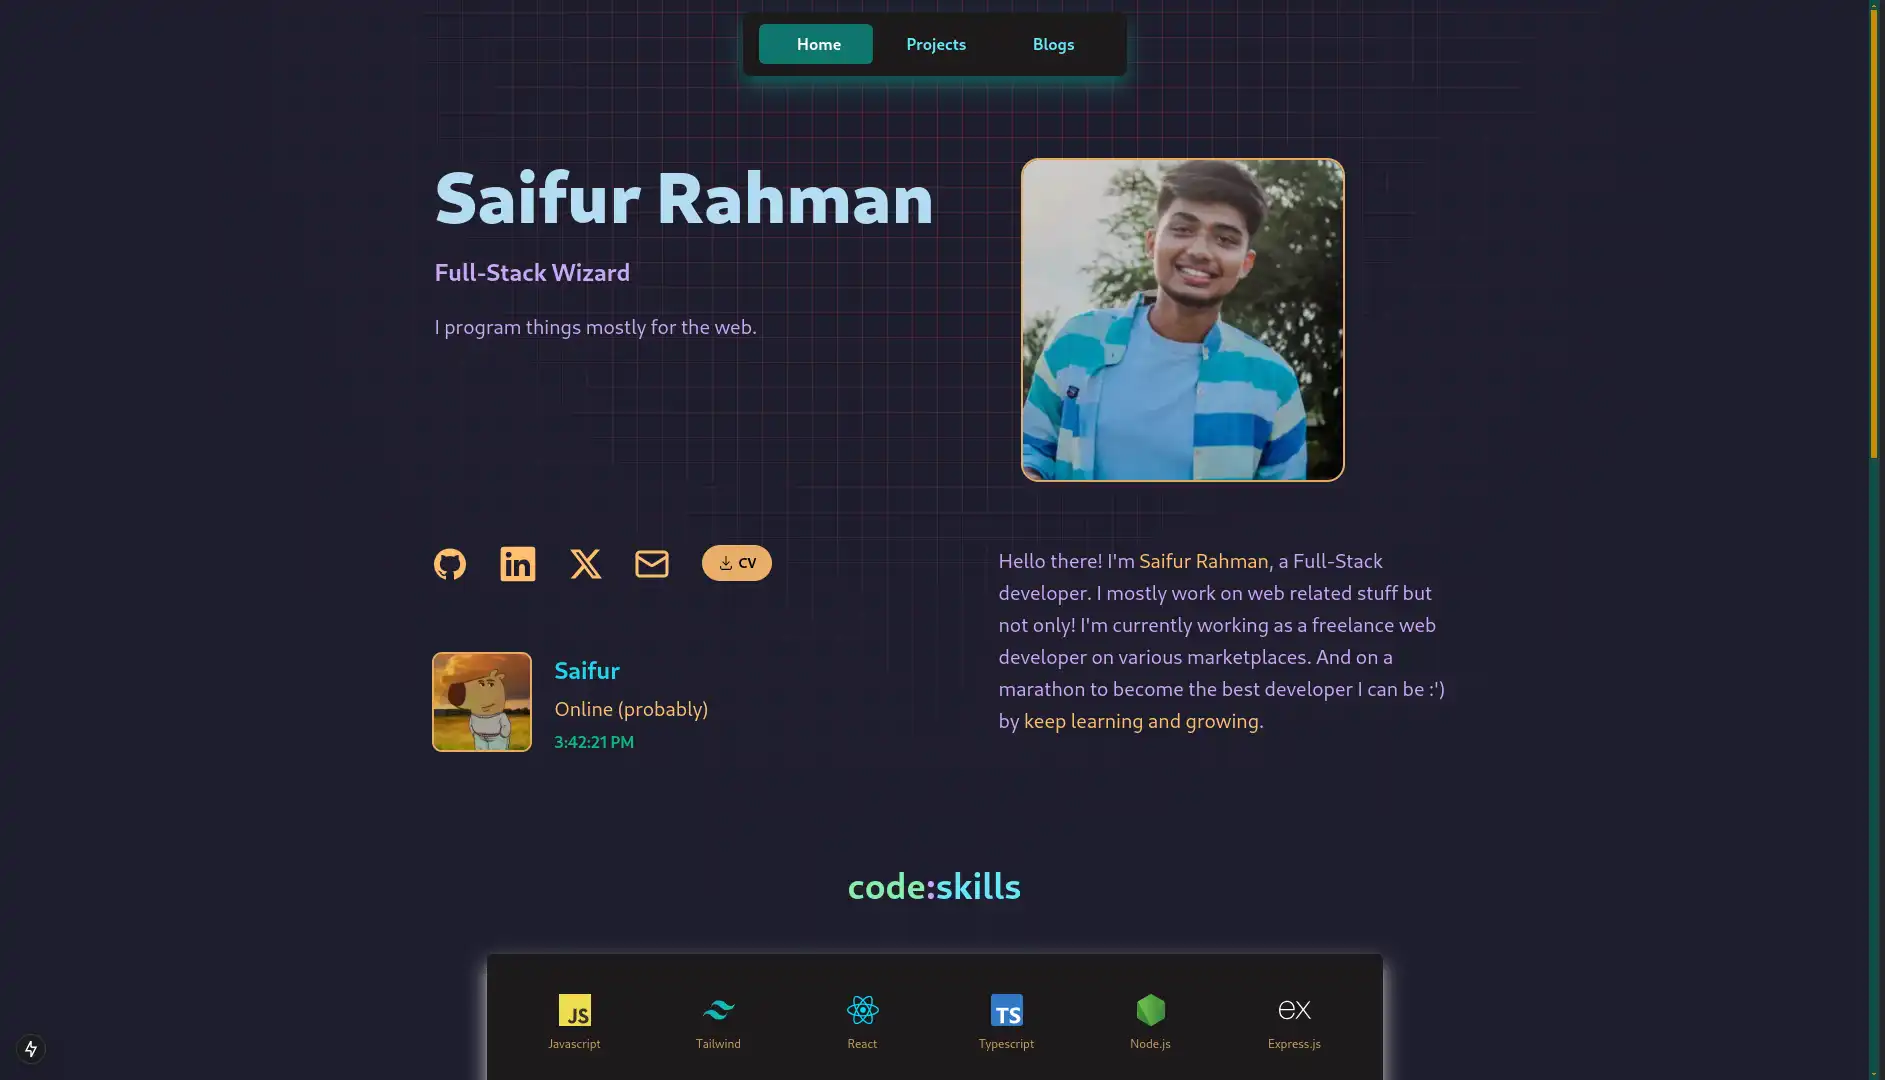 Home Projects Blogs
Saifur Rahman
Full-Stack Wizard
I program things mostly for the web.
CV
Hello there! I'm Saifur Rahman, a Full-Stack
developer. I mostly work on web related stuff but
not only! I'm currently working as a freelance web
developer on various marketplaces. And on a
marathon to become the best developer I can be :')
by keep learning and growing.
Saifur
Online (probably)
3:42:21 PM
code:skills
JS
TS
ex
Javascript Tailwind React Typescript Node.js Express.js